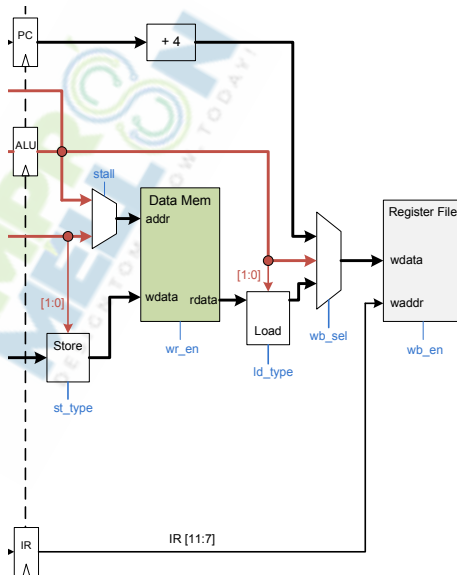 PC
+ 4
ALU
stall
Data Mem
addr
wdata
rdata
wr_en
[1:0]
Store
st_type
[1:0]
Load
ld_type
wb_sel
Register File
wdata
waddr
wb_en
IR
IR [11:7]